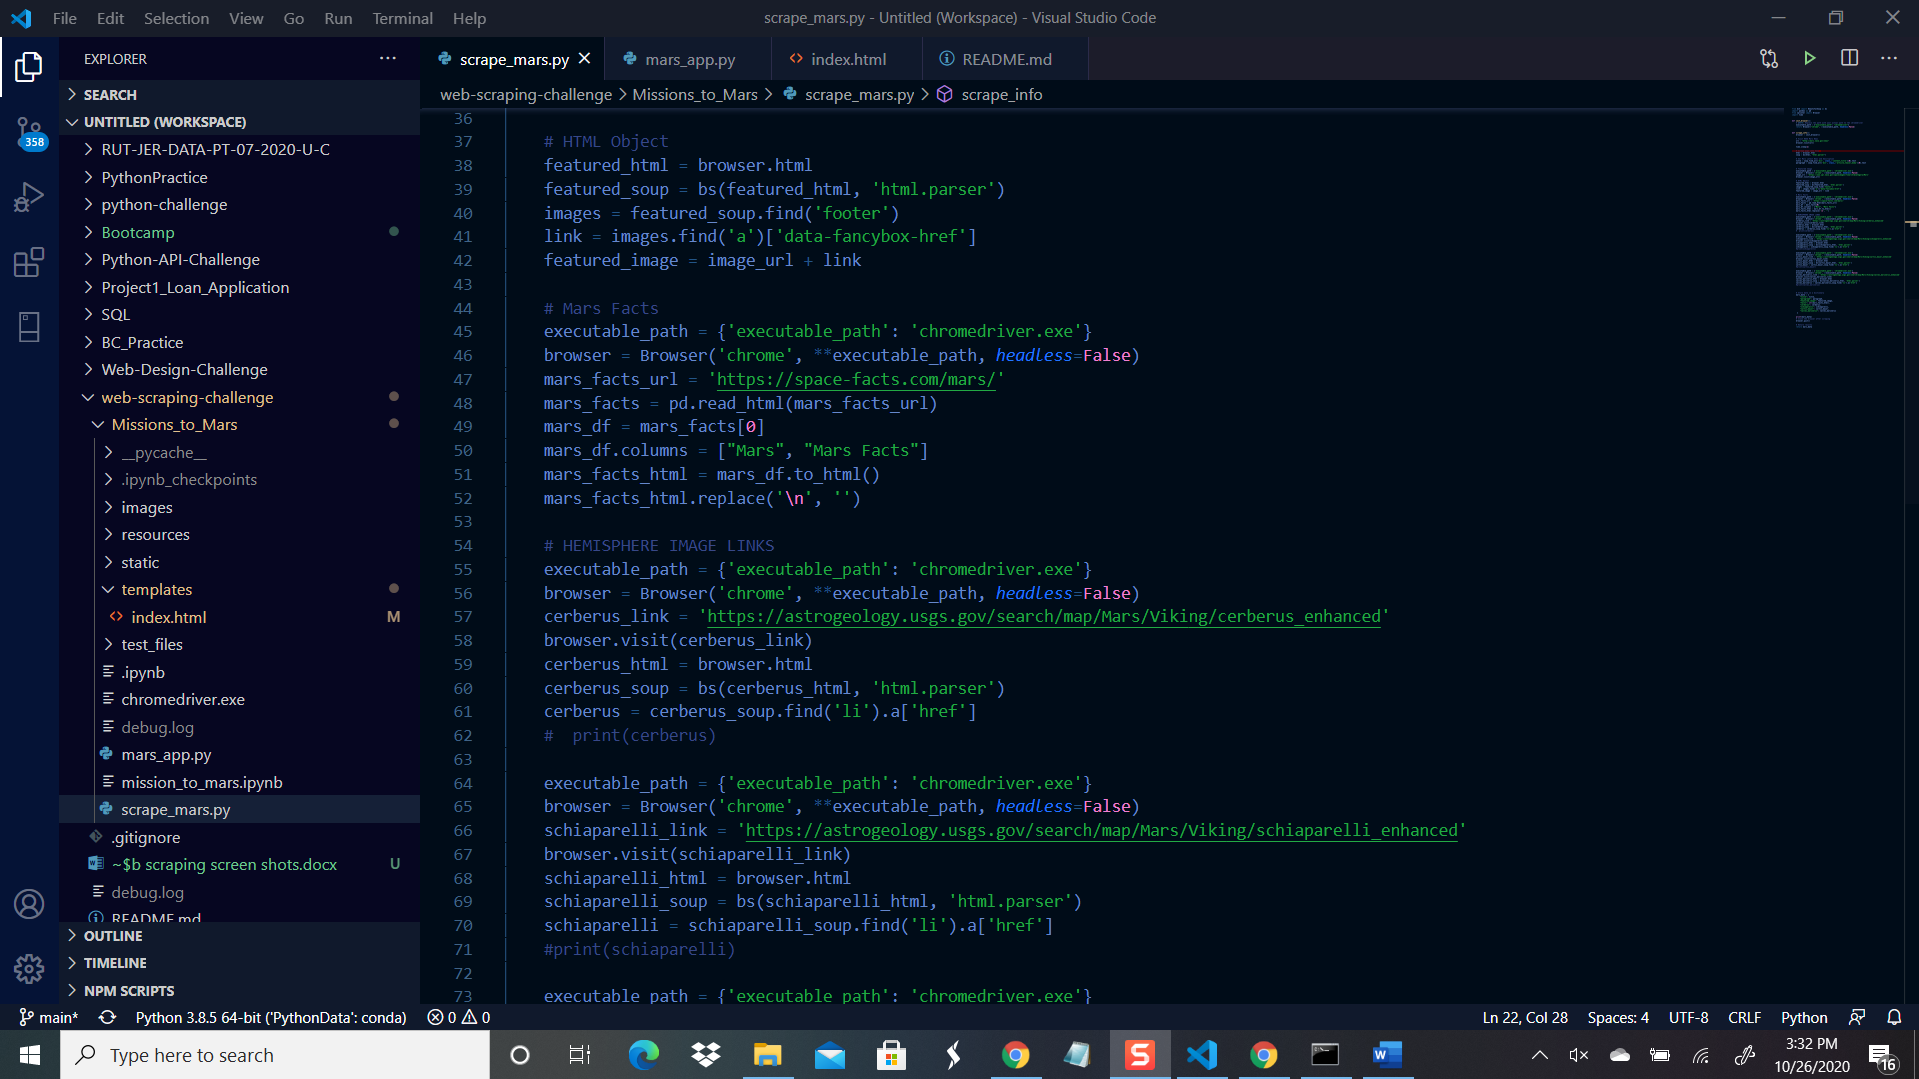 File Edit Selection View Go Run Terminal Help
scrape_mars.py - Untitled (Workspace) - Visual Studio Code
EXPLORER
scrape_mars.py
mars_app.py
index.html
README.md
web-scraping-challenge > Missions_to_Mars > scrape_mars.py > scrape_info
SEARCH
UNTITLED (WORKSPACE)
358
RUT-JER-DATA-PT-07-2020-U-C
PythonPractice
python-challenge
Bootcamp
Python-API-Challenge
Project1_Loan_Application
SQL
BC_Practice
Web-Design-Challenge
web-scraping-challenge
Missions_to_Mars
__pycache__
.ipynb_checkpoints
images
resources
static
templates
index.html M
test_files
.ipynb
chromedriver.exe
debug.log
mars_app.py
mission_to_mars.ipynb
scrape_mars.py
.gitignore
~$b scraping screen shots.docx U
debug.log
README.md
OUTLINE
TIMELINE
NPM SCRIPTS
36
37 # HTML Object
38 featured_html = browser.html
39 featured_soup = bs(featured_html, 'html.parser')
40 images = featured_soup.find('footer')
41 link = images.find('a')['data-fancybox-href']
42 featured_image = image_url + link
43
44 # Mars Facts
45 executable_path = {'executable_path': 'chromedriver.exe'}
46 browser = Browser('chrome', **executable_path, headless=False)
47 mars_facts_url = 'https://space-facts.com/mars/'
48 mars_facts = pd.read_html(mars_facts_url)
49 mars_df = mars_facts[0]
50 mars_df.columns = ["Mars", "Mars Facts"]
51 mars_facts_html = mars_df.to_html()
52 mars_facts_html.replace('\n', '')
53
54 # HEMISPHERE IMAGE LINKS
55 executable_path = {'executable_path': 'chromedriver.exe'}
56 browser = Browser('chrome', **executable_path, headless=False)
57 cerberus_link = 'https://astrogeology.usgs.gov/search/map/Mars/Viking/cerberus_enhanced'
58 browser.visit(cerberus_link)
59 cerberus_html = browser.html
60 cerberus_soup = bs(cerberus_html, 'html.parser')
61 cerberus = cerberus_soup.find('li').a['href']
62 #  print(cerberus)
63
64 executable_path = {'executable_path': 'chromedriver.exe'}
65 browser = Browser('chrome', **executable_path, headless=False)
66 schiaparelli_link = 'https://astrogeology.usgs.gov/search/map/Mars/Viking/schiaparelli_enhanced'
67 browser.visit(schiaparelli_link)
68 schiaparelli_html = browser.html
69 schiaparelli_soup = bs(schiaparelli_html, 'html.parser')
70 schiaparelli = schiaparelli_soup.find('li').a['href']
71 #print(schiaparelli)
72
73 executable_path = {'executable_path': 'chromedriver.exe'}
main* Python 3.8.5 64-bit ('PythonData': conda) 0 0
Ln 22, Col 28 Spaces: 4 UTF-8 CRLF Python
Type here to search
3:32 PM
10/26/2020
16